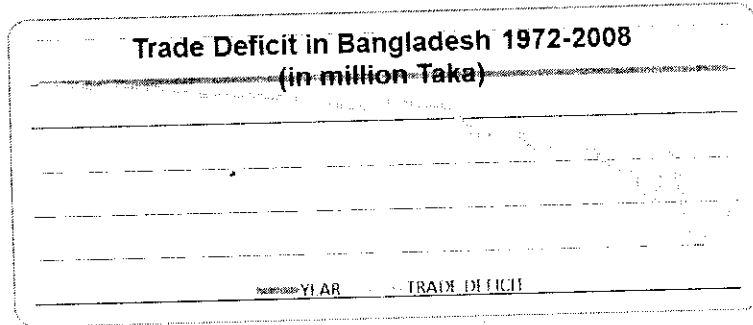 Trade Deficit in Bangladesh 1972-2008
(in million Taka)
YEAR TRADE DEFICIT